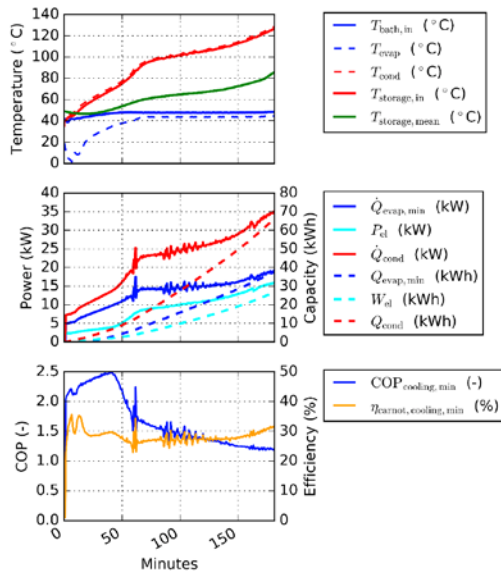 140
120
100
80
60
40
20
0
Temperature (°C)
T_bath,in (°C)
T_evap (°C)
T_cond (°C)
T_storage,in (°C)
T_storage,mean (°C)
40
35
30
25
20
15
10
5
0
Power (kW)
80
70
60
50
40
30
20
10
0
Capacity (kWh)
Q̇_evap,min (kW)
P_el (kW)
Q̇_cond (kW)
Q_evap,min (kWh)
W_el (kWh)
Q_cond (kWh)
2.5
2.0
1.5
1.0
0.5
0.0
COP (-)
50
40
30
20
10
0
Efficiency (%)
COP_cooling,min (-)
η_carnot,cooling,min (%)
0 50 100 150
Minutes